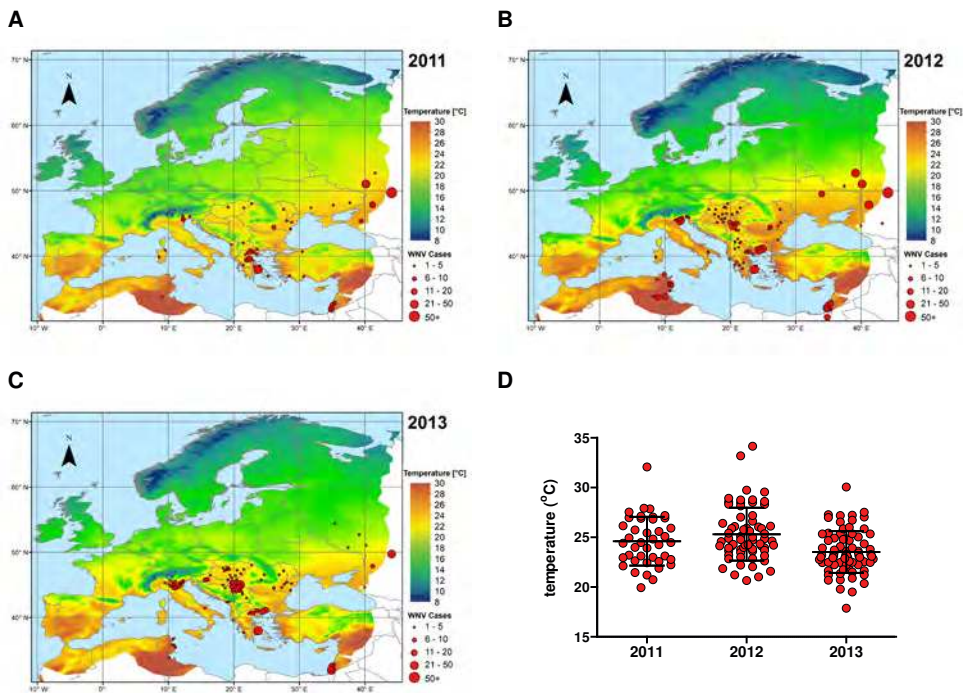 A
2011
N
70° N
60° N
50° N
40° N
10° W 0° 10° E 20° E 30° E 40° E
Temperature [°C]
30
28
26
24
22
20
18
16
14
12
10
8
WNV Cases
1 - 5
6 - 10
11 - 20
21 - 50
50+
B
2012
N
70° N
60° N
50° N
40° N
10° W 0° 10° E 20° E 30° E 40° E
Temperature [°C]
30
28
26
24
22
20
18
16
14
12
10
8
WNV Cases
1 - 5
6 - 10
11 - 20
21 - 50
50+
C
2013
N
70° N
60° N
50° N
40° N
10° W 0° 10° E 20° E 30° E 40° E
Temperature [°C]
30
28
26
24
22
20
18
16
14
12
10
8
WNV Cases
1 - 5
6 - 10
11 - 20
21 - 50
50+
D
temperature (°C)
35
30
25
20
15
2011 2012 2013